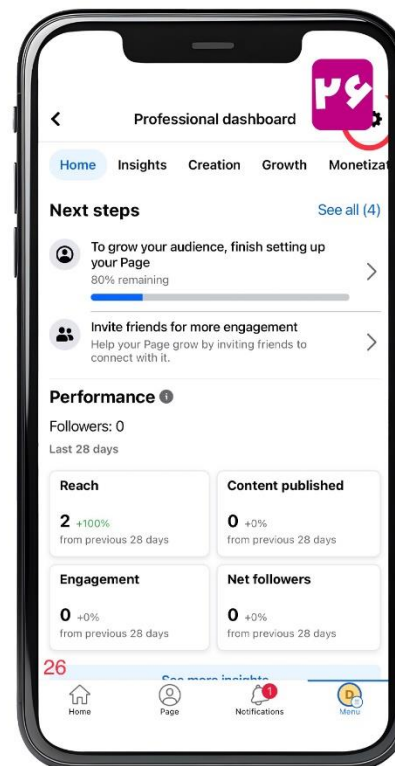 ۲۶
Professional dashboard
Home Insights Creation Growth Monetizat
Next steps See all (4)
To grow your audience, finish setting up
your Page
80% remaining
Invite friends for more engagement
Help your Page grow by inviting friends to
connect with it.
Performance
Followers: 0
Last 28 days
Reach Content published
2 +100% 0 +0%
from previous 28 days from previous 28 days
Engagement Net followers
0 +0% 0 +0%
from previous 28 days from previous 28 days
26
See more insights
1 D
Home Page Notifications Menu